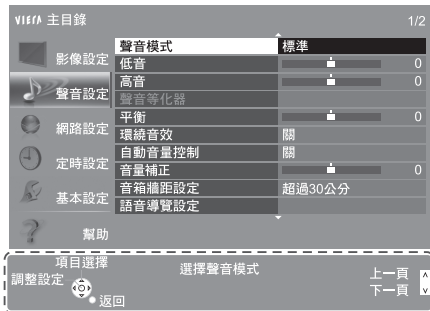 VIErA 主目錄 1/2
影像設定
聲音設定
網路設定
定時設定
基本設定
幫助
聲音模式 標準
低音 0
高音 0
聲音等化器
平衡 0
環繞音效 關
自動音量控制 關
音量補正 0
音箱牆距設定 超過30公分
語音導覽設定
項目選擇
調整設定
返回
選擇聲音模式
上一頁
下一頁